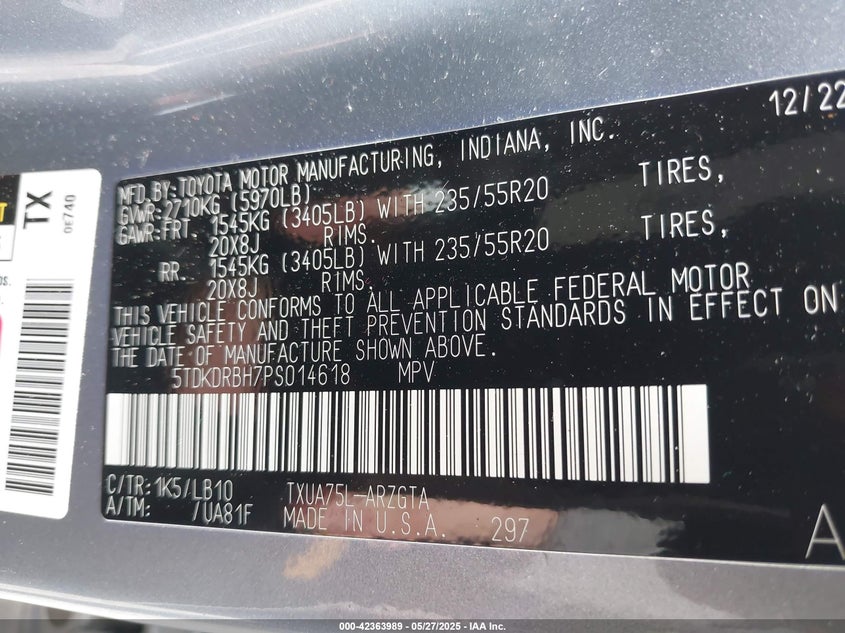 12/22
MFD.BY:TOYOTA MOTOR MANUFACTURING, INDIANA, INC.
GVWR:2710KG (5970LB)
GAWR:FRT. 1545KG (3405LB) WITH 235/55R20 TIRES,
20X8J RIMS.
RR. 1545KG (3405LB) WITH 235/55R20 TIRES,
20X8J RIMS.
THIS VEHICLE CONFORMS TO ALL APPLICABLE FEDERAL MOTOR
VEHICLE SAFETY AND THEFT PREVENTION STANDARDS IN EFFECT ON
THE DATE OF MANUFACTURE SHOWN ABOVE.
5TDKDRBH7PS014618 MPV
C/TR:1K5/LB10 TXUA75L-ARZGTA
A/TM: /UA81F MADE IN U.S.A. 297
A
TX
0E740
000-42363989 — 05/27/2025 — IAA Inc.